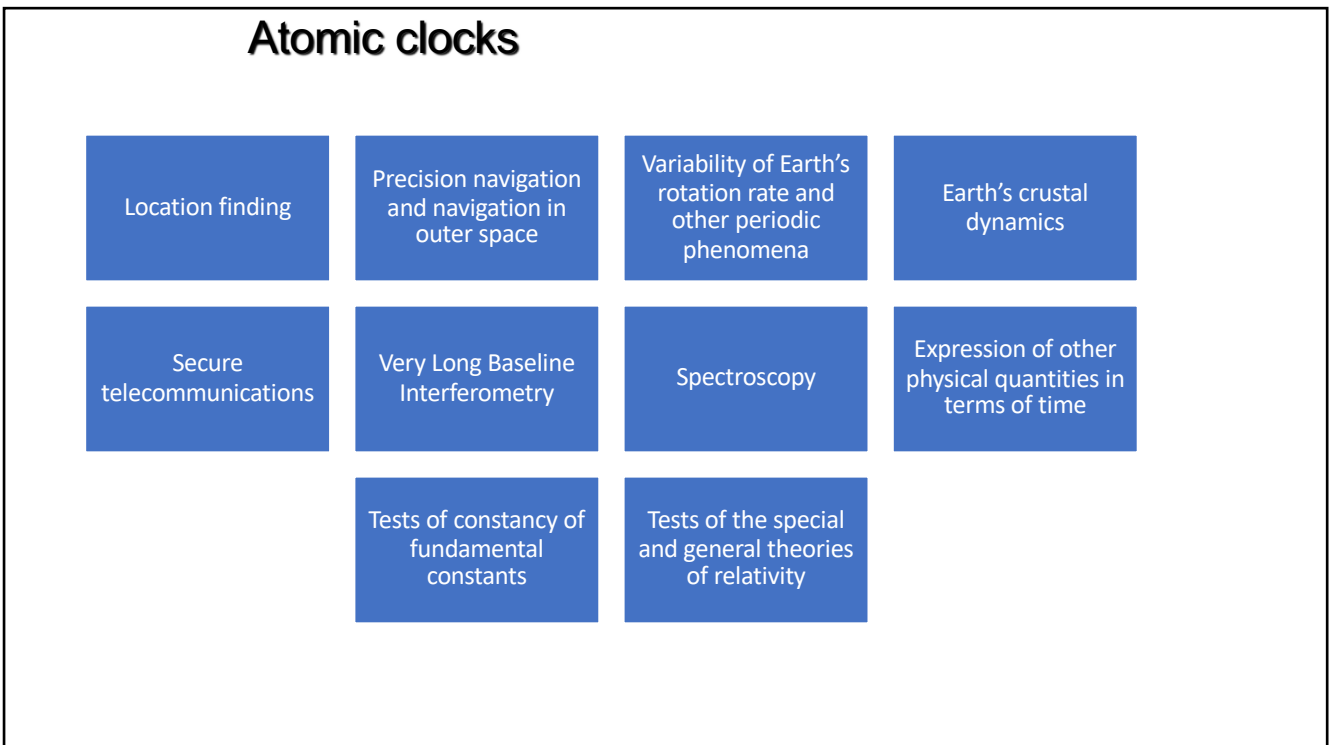 Atomic clocks
Location finding
Precision navigation
and navigation in
outer space
Variability of Earth’s
rotation rate and
other periodic
phenomena
Earth’s crustal
dynamics
Secure
telecommunications
Very Long Baseline
Interferometry
Spectroscopy
Expression of other
physical quantities in
terms of time
Tests of constancy of
fundamental
constants
Tests of the special
and general theories
of relativity